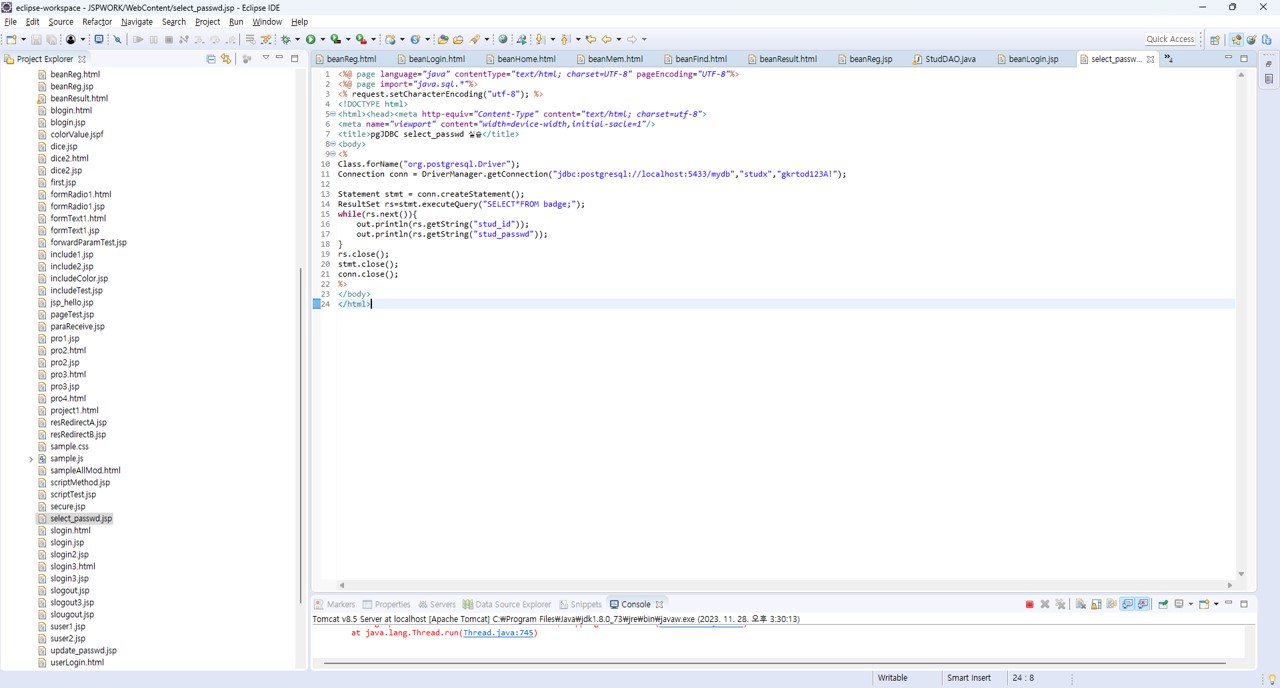 eclipse-workspace - JSPWORK/WebContent/select_passwd.jsp - Eclipse IDE
File Edit Source Refactor Navigate Search Project Run Window Help
Quick Access
Project Explorer
beanReg.html
beanReg.jsp
beanResult.html
blogin.html
blogin.jsp
colorValue.jspf
dice.jsp
dice2.html
dice2.jsp
first.jsp
formRadio1.html
formRadio1.jsp
formText1.html
formText1.jsp
forwardParamTest.jsp
include1.jsp
include2.jsp
includeColor.jsp
includeTest.jsp
jsp_hello.jsp
pageTest.jsp
paraReceive.jsp
pro1.jsp
pro2.html
pro2.jsp
pro3.html
pro3.jsp
pro4.html
project1.html
resRedirectA.jsp
resRedirectB.jsp
sample.css
sample.js
sampleAllMod.html
scriptMethod.jsp
scriptTest.jsp
secure.jsp
select_passwd.jsp
slogin.html
slogin.jsp
slogin2.jsp
slogin3.html
slogin3.jsp
slogout.jsp
slogout3.jsp
slougout.jsp
suser1.jsp
suser2.jsp
update_passwd.jsp
userLogin.html
beanReg.html beanLogin.html beanHome.html beanMem.html beanFind.html beanResult.html beanReg.jsp StudDAO.java beanLogin.jsp select_passw... 4
1 <%@ page language="java" contentType="text/html; charset=UTF-8" pageEncoding="UTF-8"%>
2 <%@ page import="java.sql.*"%>
3 <% request.setCharacterEncoding("utf-8"); %>
4 <!DOCTYPE html>
5 <html><head><meta http-equiv="Content-Type" content="text/html; charset=utf-8">
6 <meta name="viewport" content="width=device-width,initial-sacle=1"/>
7 <title>pgJDBC select_passwd 실습</title>
8 <body>
9 <%
10 Class.forName("org.postgresql.Driver");
11 Connection conn = DriverManager.getConnection("jdbc:postgresql://localhost:5433/mydb","studx","gkrtod123A!");
12
13 Statement stmt = conn.createStatement();
14 ResultSet rs=stmt.executeQuery("SELECT*FROM badge;");
15 while(rs.next()){
16 out.println(rs.getString("stud_id"));
17 out.println(rs.getString("stud_passwd"));
18 }
19 rs.close();
20 stmt.close();
21 conn.close();
22 %>
23 </body>
24 </html>
Markers Properties Servers Data Source Explorer Snippets Console
Tomcat v8.5 Server at localhost [Apache Tomcat] C:₩Program Files₩Java₩jdk1.8.0_73₩jre₩bin₩javaw.exe (2023. 11. 28. 오후 3:30:13)
at java.lang.Thread.run(Thread.java:745)
Writable Smart Insert 24 : 8